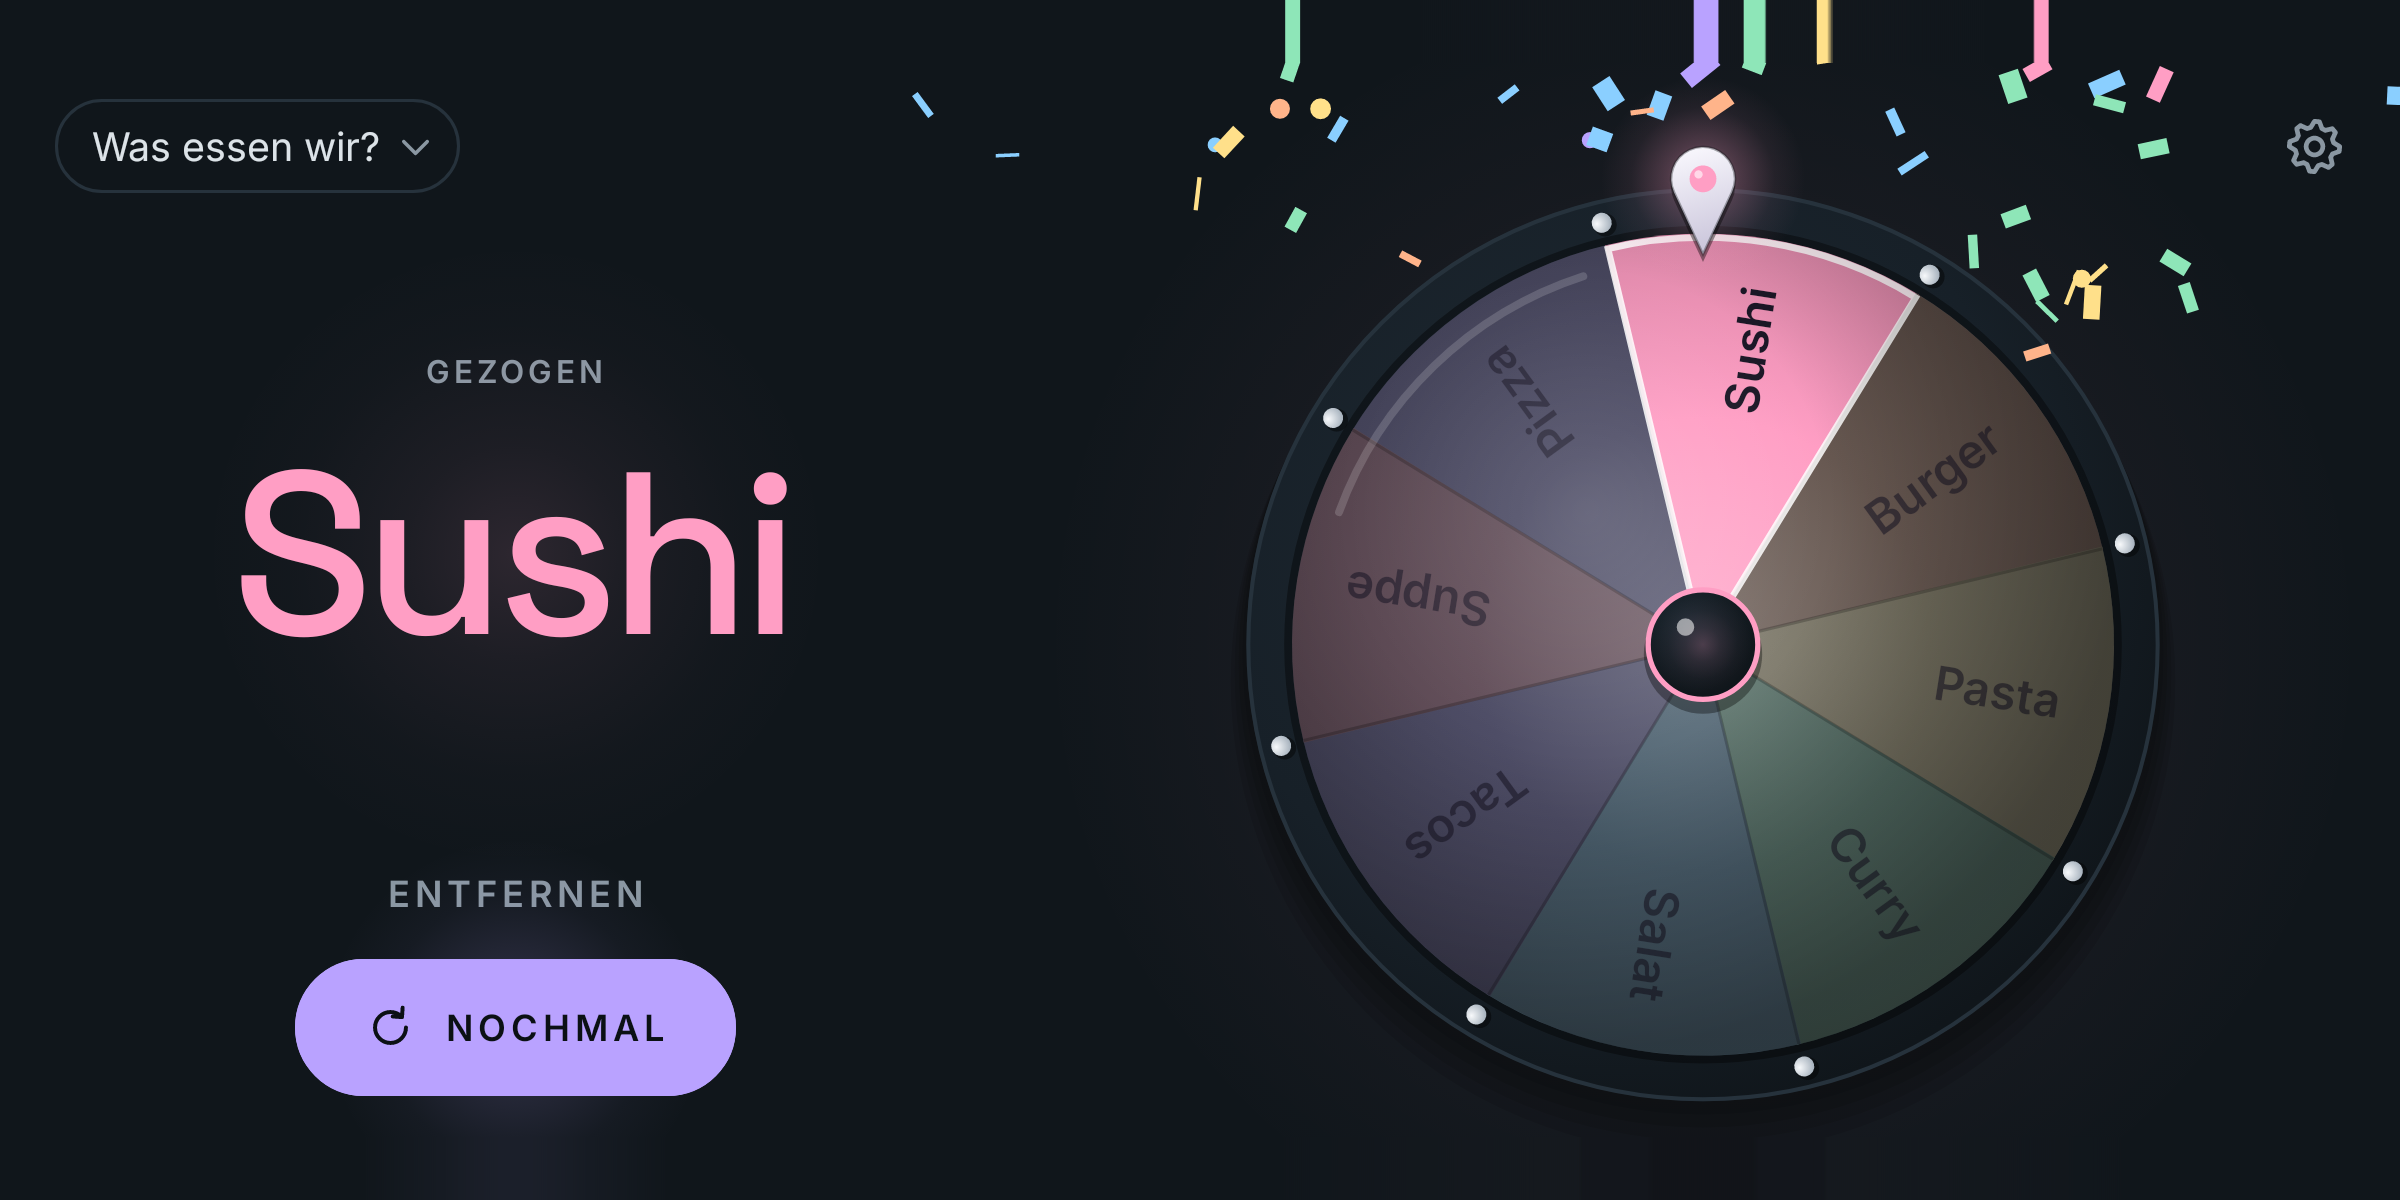 Was essen wir?
GEZOGEN
Sushi
ENTFERNEN
NOCHMAL
Sushi
Burger
Pasta
Curry
Salat
Tacos
Suppe
Pizza